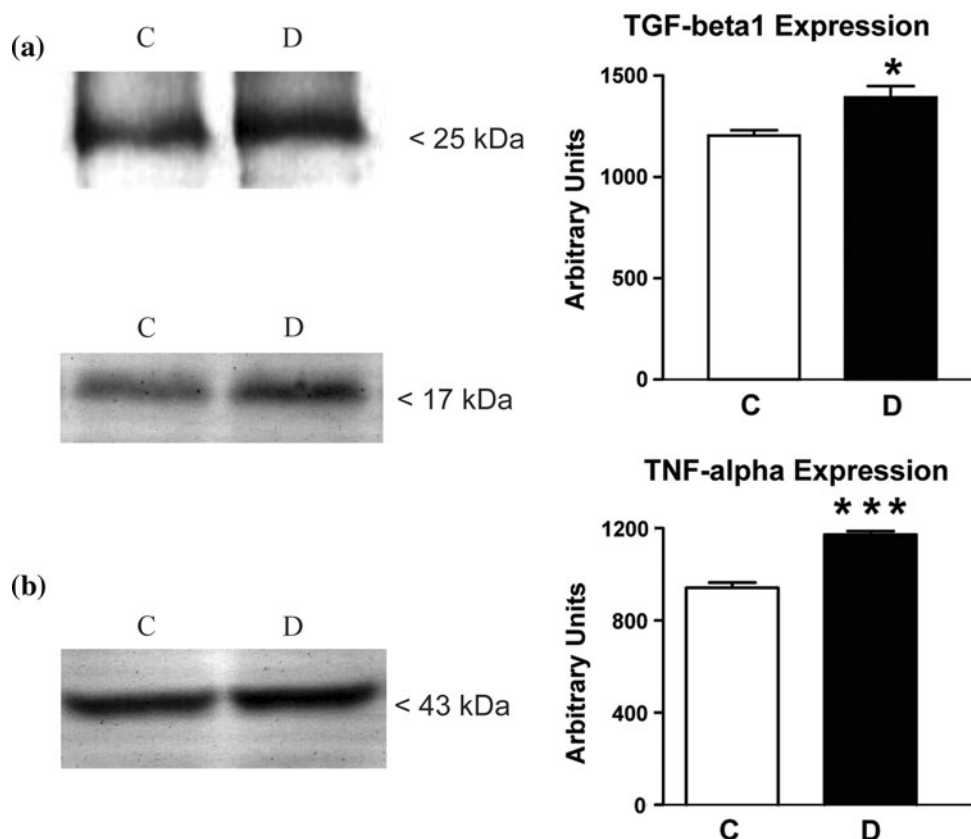 (a)
C D
< 25 kDa
C D
< 17 kDa
(b)
C D
< 43 kDa
TGF-beta1 Expression
*
Arbitrary Units
1500
1000
500
0
C D
TNF-alpha Expression
***
Arbitrary Units
1200
800
400
0
C D